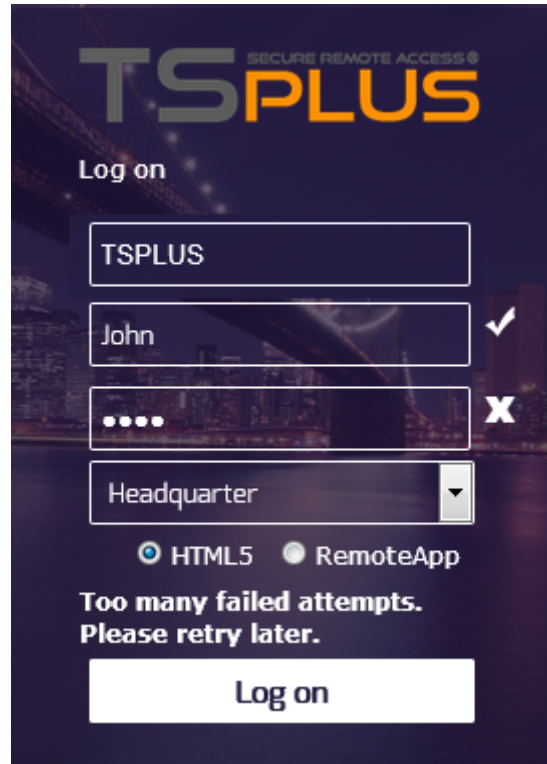 SECURE REMOTE ACCESS®
TSPLUS
Log on
TSPLUS
John
••••
Headquarter
HTML5 RemoteApp
Too many failed attempts.
Please retry later.
Log on